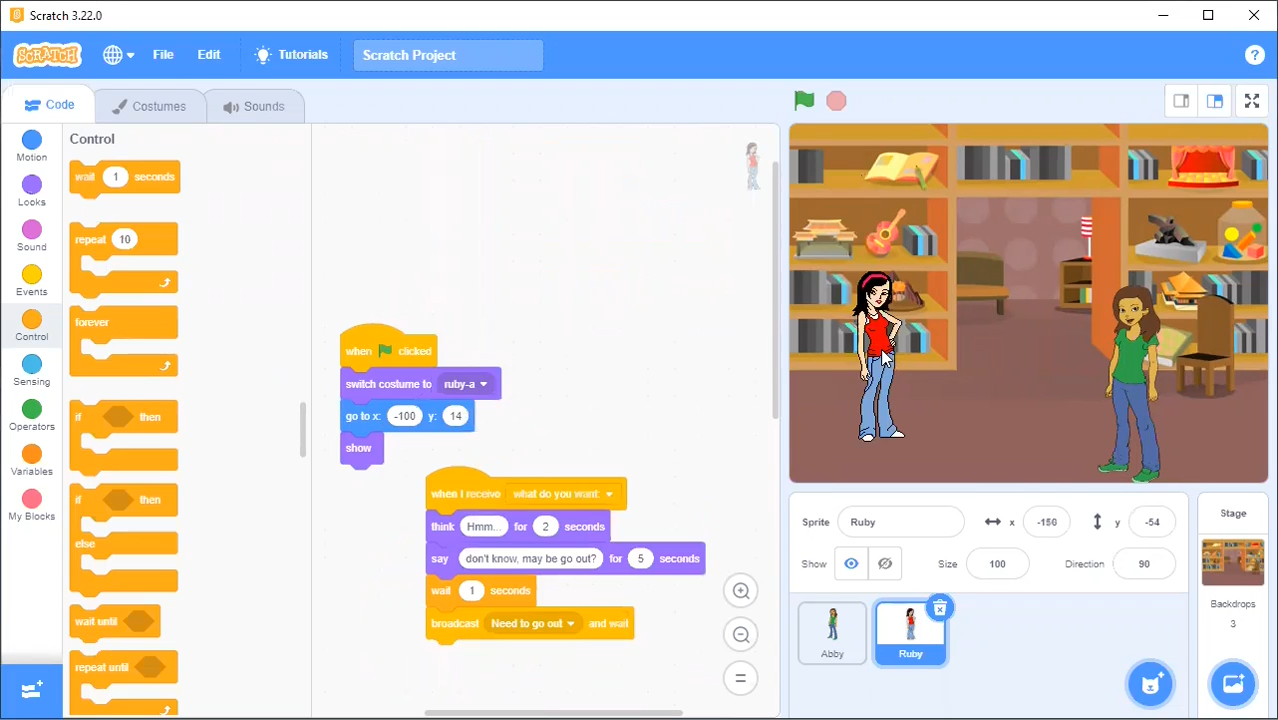 Scratch 3.22.0
SCRATCH
File
Edit
Tutorials
Scratch Project
?
Code
Costumes
Sounds
Motion
Looks
Sound
Events
Control
Sensing
Operators
Variables
My Blocks
Control
wait 1 seconds
repeat 10
forever
if then
if then
else
wait until
repeat until
when clicked
switch costume to ruby-a
go to x: -100 y: 14
show
when I receive what do you want:
think Hmm... for 2 seconds
say don't know, may be go out? for 5 seconds
wait 1 seconds
broadcast Need to go out and wait
Sprite Ruby x -156 y -54
Show Size 100 Direction 90
Abby
Ruby
Stage
Backdrops
3